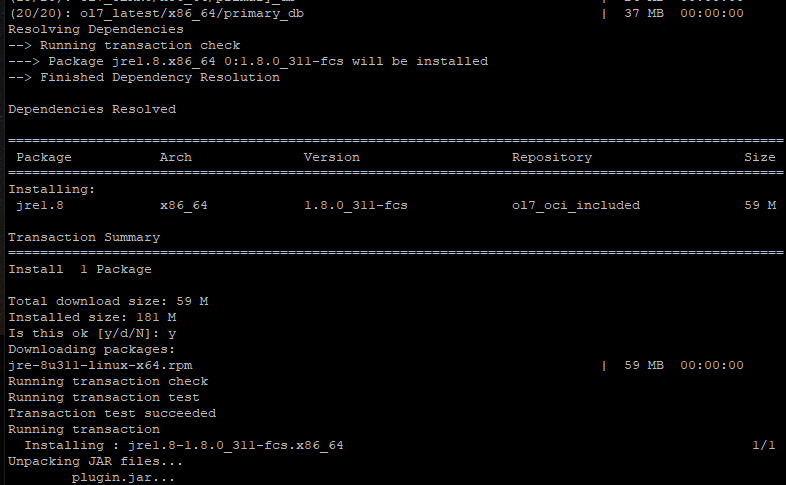 (20/20): ol7_latest/x86_64/primary_db | 37 MB 00:00:00
Resolving Dependencies
--> Running transaction check
---> Package jre1.8.x86_64 0:1.8.0_311-fcs will be installed
--> Finished Dependency Resolution
Dependencies Resolved
================================================================================
Package Arch Version Repository Size
================================================================================
Installing:
jre1.8 x86_64 1.8.0_311-fcs ol7_oci_included 59 M
Transaction Summary
================================================================================
Install 1 Package
Total download size: 59 M
Installed size: 181 M
Is this ok [y/d/N]: y
Downloading packages:
jre-8u311-linux-x64.rpm | 59 MB 00:00:00
Running transaction check
Running transaction test
Transaction test succeeded
Running transaction
Installing : jre1.8-1.8.0_311-fcs.x86_64 1/1
Unpacking JAR files...
plugin.jar...